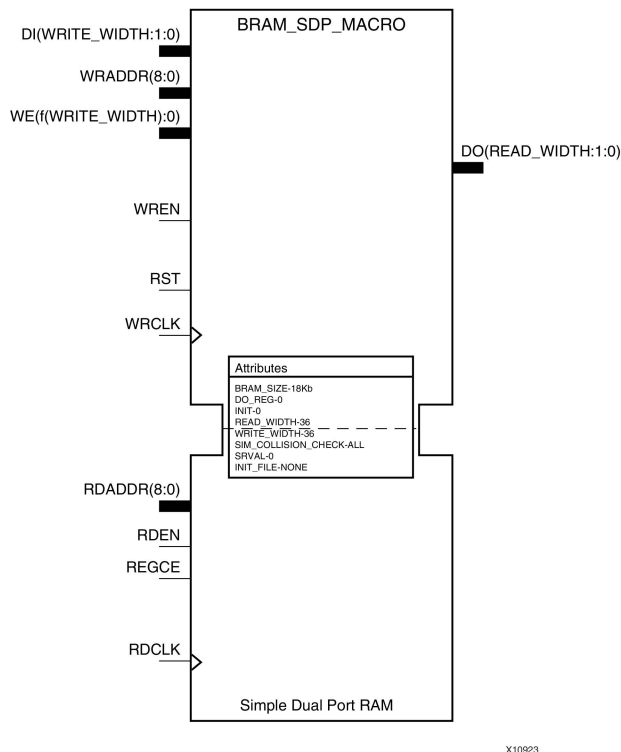 BRAM_SDP_MACRO
DI(WRITE_WIDTH:1:0)
WRADDR(8:0)
WE(f(WRITE_WIDTH):0)
DO(READ_WIDTH:1:0)
WREN
RST
WRCLK
Attributes
BRAM_SIZE-18Kb
DO_REG-0
INIT-0
READ_WIDTH-36
WRITE_WIDTH-36
SIM_COLLISION_CHECK-ALL
SRVAL-0
INIT_FILE-NONE
RDADDR(8:0)
RDEN
REGCE
RDCLK
Simple Dual Port RAM
X10923